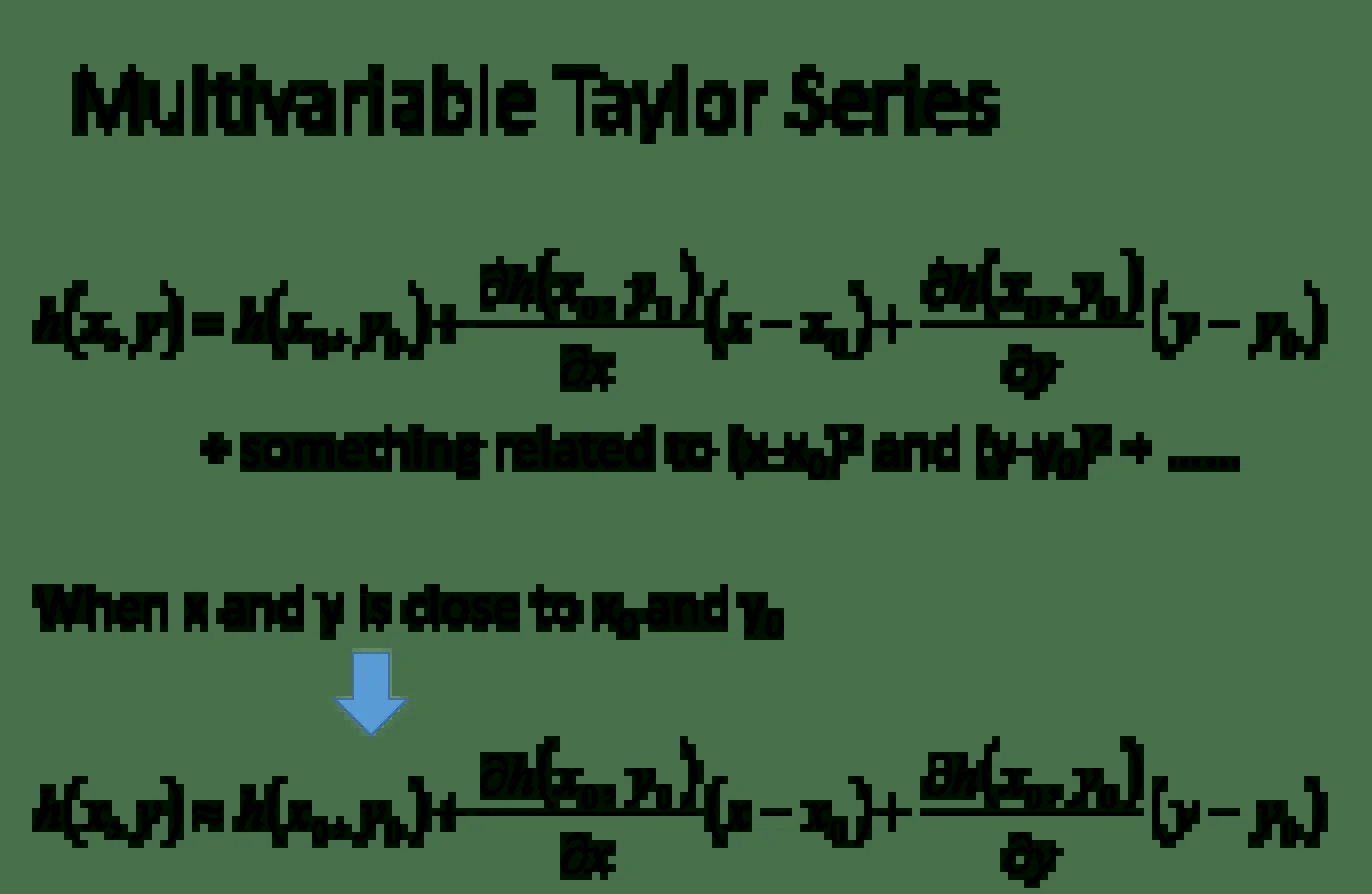 Multivariable Taylor Series
h(x, y) = h(x₀, y₀) + ∂h(x₀, y₀)/∂x (x − x₀) + ∂h(x₀, y₀)/∂y (y − y₀)
+ something related to (x-x₀)² and (y-y₀)² + ......
When x and y is close to x₀ and y₀
h(x, y) ≈ h(x₀, y₀) + ∂h(x₀, y₀)/∂x (x − x₀) + ∂h(x₀, y₀)/∂y (y − y₀)